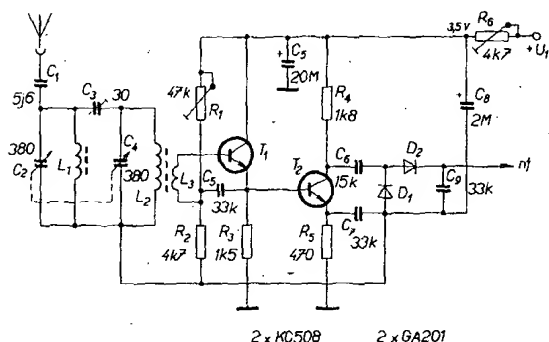 C1
5j6
C3 30
380
C2
L1
C4
380
L2
L3
47k
R1
C5
33k
R2
4k7
R3
1k5
T1
+
C5
20M
R4
1k8
T2
R5
470
C6
15k
C7
33k
D2
D1
C9
33k
3,5V
R6
4k7
+U1
+
C8
2M
nf
2 x KC508 2 x GA201